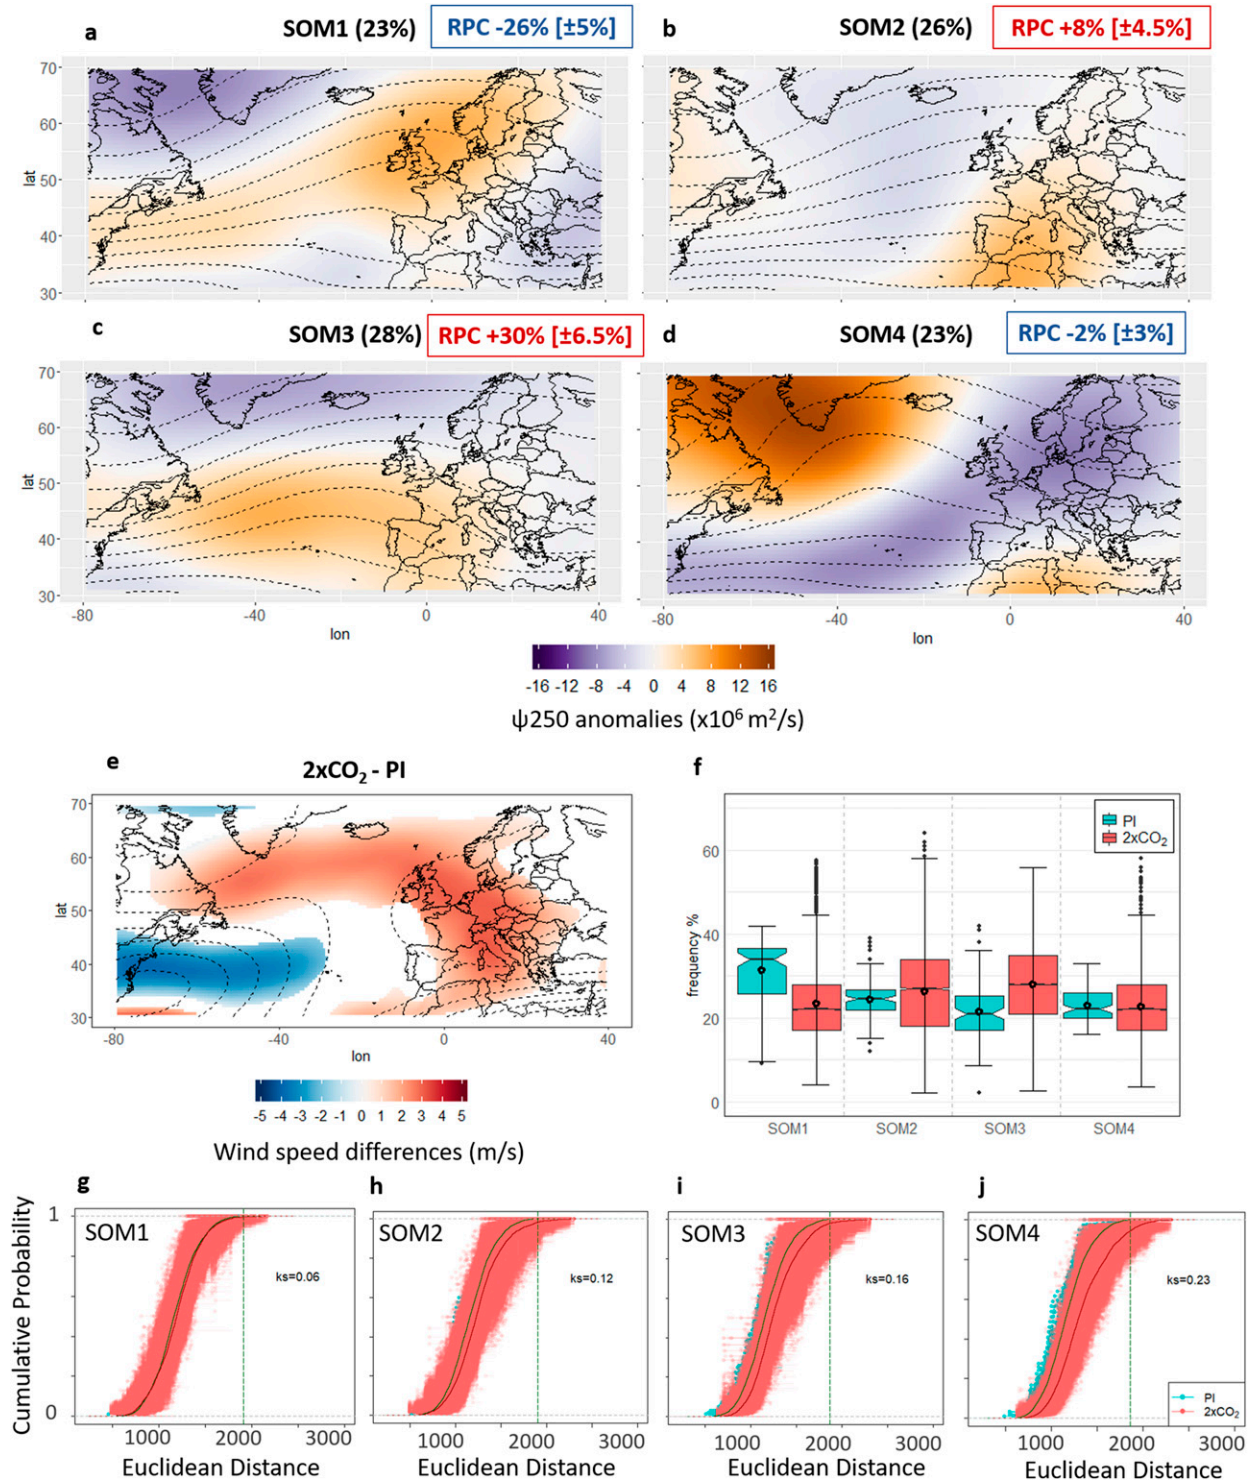 a
SOM1 (23%)
RPC -26% [±5%]
b
SOM2 (26%)
RPC +8% [±4.5%]
70
60
50
40
30
lat
c
SOM3 (28%)
RPC +30% [±6.5%]
d
SOM4 (23%)
RPC -2% [±3%]
70
60
50
40
30
lat
-80
-40
0
40
lon
-80
-40
0
40
lon
-16 -12 -8 -4 0 4 8 12 16
ψ250 anomalies (x10⁶ m²/s)
e
2xCO₂ - PI
70
60
50
40
30
lat
-80
-40
0
40
lon
-5 -4 -3 -2 -1 0 1 2 3 4 5
Wind speed differences (m/s)
f
PI
2xCO₂
60
40
20
0
frequency %
SOM1
SOM2
SOM3
SOM4
g
h
i
j
Cumulative Probability
1
0
SOM1
ks=0.06
SOM2
ks=0.12
SOM3
ks=0.16
SOM4
ks=0.23
PI
2xCO₂
1000 2000 3000
1000 2000 3000
1000 2000 3000
1000 2000 3000
Euclidean Distance
Euclidean Distance
Euclidean Distance
Euclidean Distance